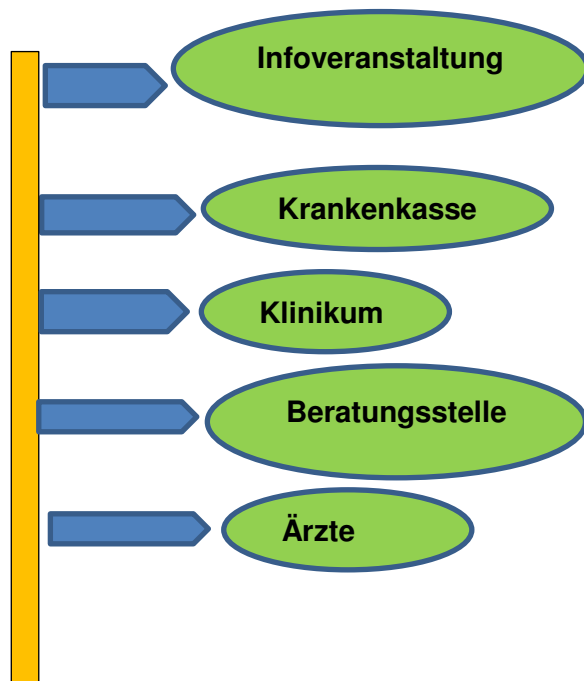 Infoveranstaltung
Krankenkasse
Klinikum
Beratungsstelle
Ärzte